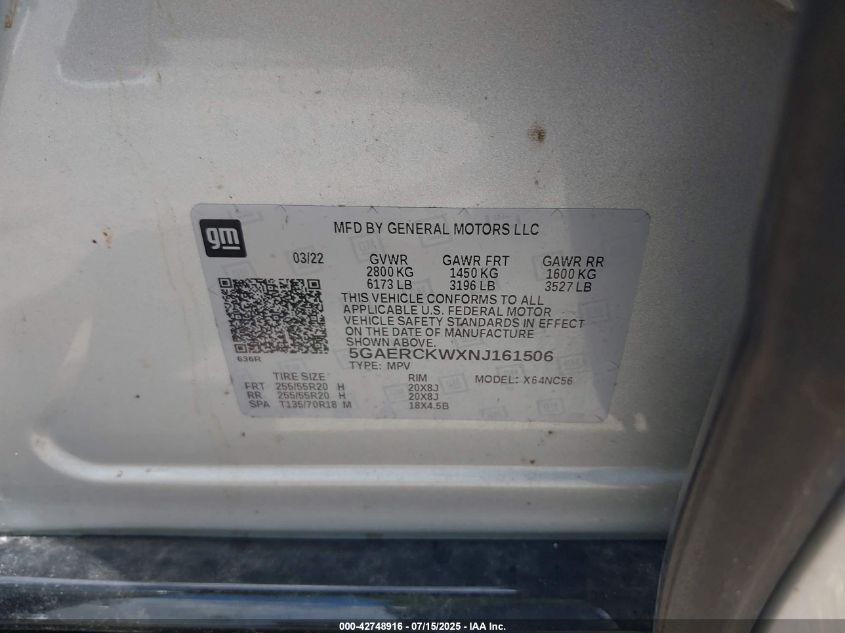 gm
MFD BY GENERAL MOTORS LLC
03/22 GVWR GAWR FRT GAWR RR
2800 KG 1450 KG 1600 KG
6173 LB 3196 LB 3527 LB
THIS VEHICLE CONFORMS TO ALL
APPLICABLE U.S. FEDERAL MOTOR
VEHICLE SAFETY STANDARDS IN EFFECT
ON THE DATE OF MANUFACTURE
SHOWN ABOVE.
636R
5GAERCKWXNJ161506
TYPE: MPV
TIRE SIZE RIM MODEL: X64NC56
FRT 255/55R20 H 20X8J
RR 255/55R20 H 20X8J
SPA T135/70R18 M 18X4.5B
000-42748916 - 07/15/2025 - IAA Inc.